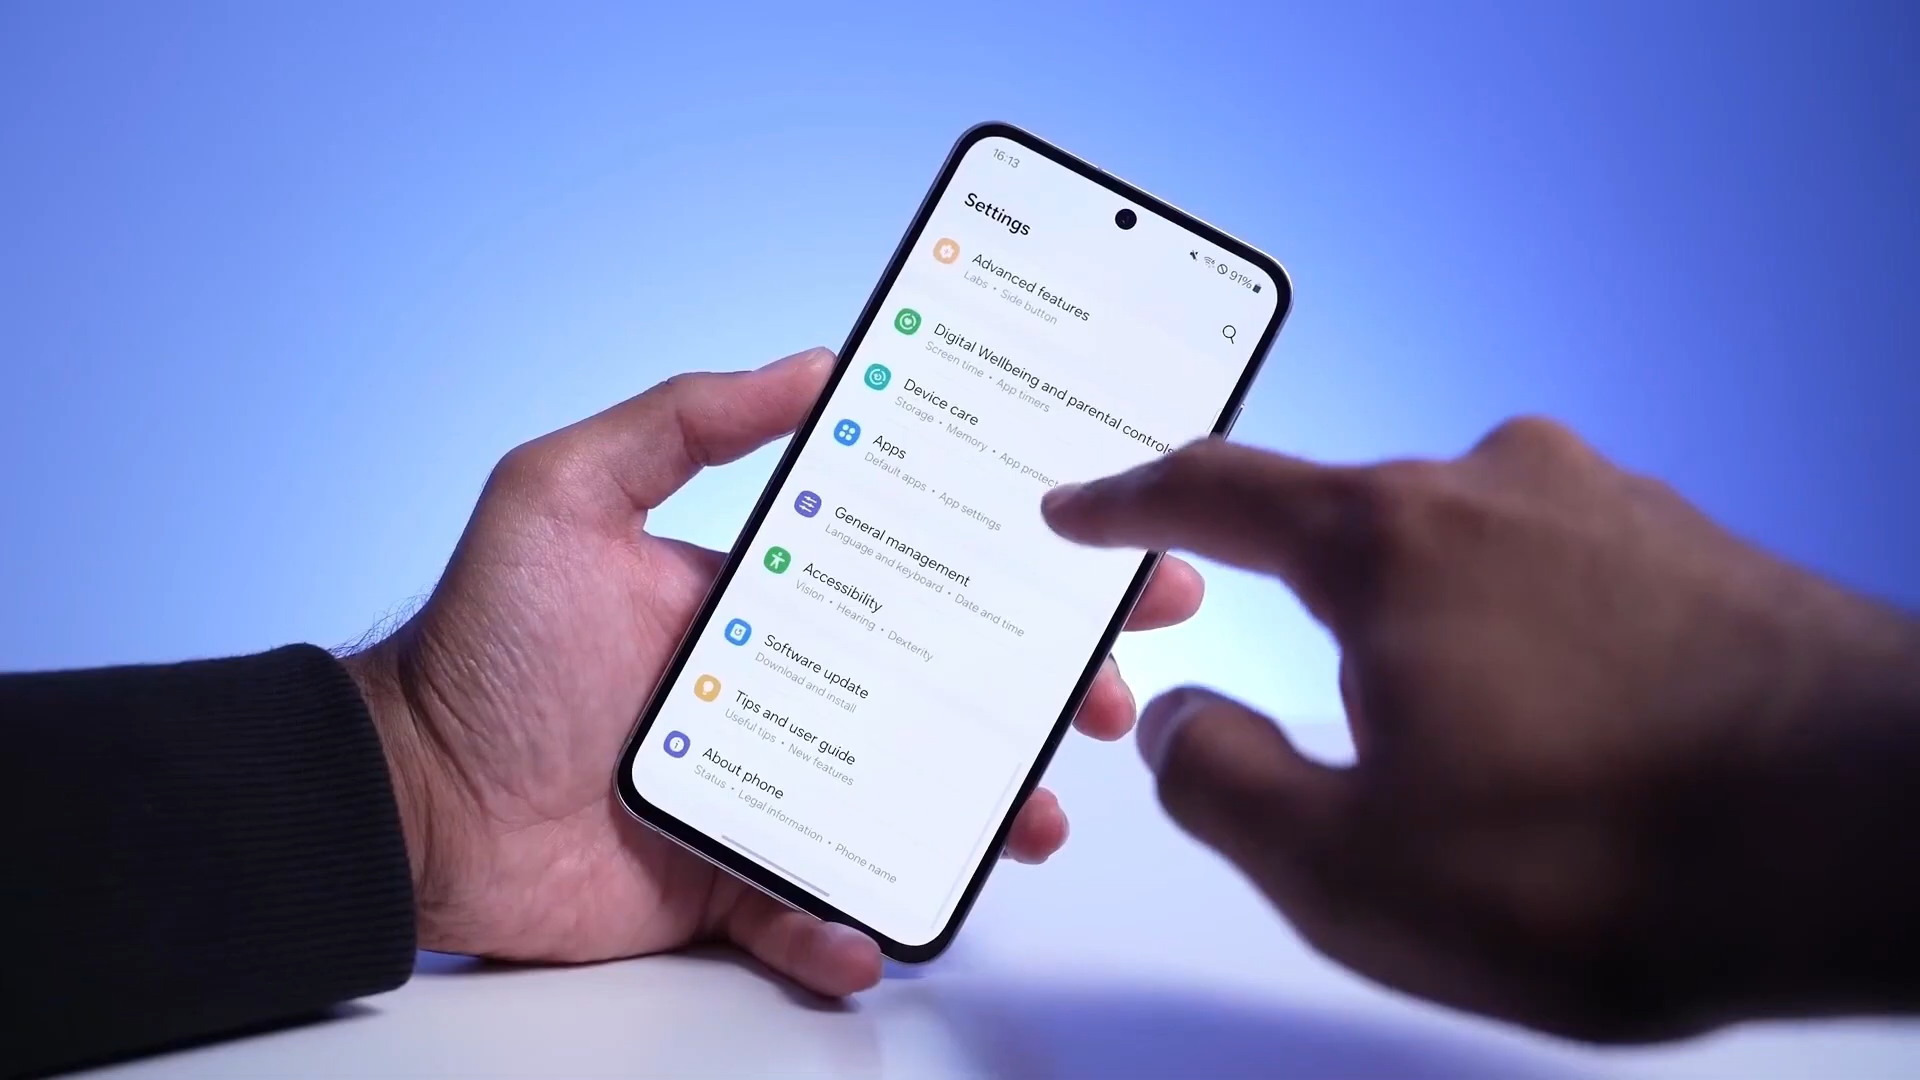 16:13
91%
Settings
Advanced features
Labs • Side button
Digital Wellbeing and parental controls
Screen time • App timers
Device care
Storage • Memory • App protect
Apps
Default apps • App settings
General management
Language and keyboard • Date and time
Accessibility
Vision • Hearing • Dexterity
Software update
Download and install
Tips and user guide
Useful tips • New features
About phone
Status • Legal information • Phone name